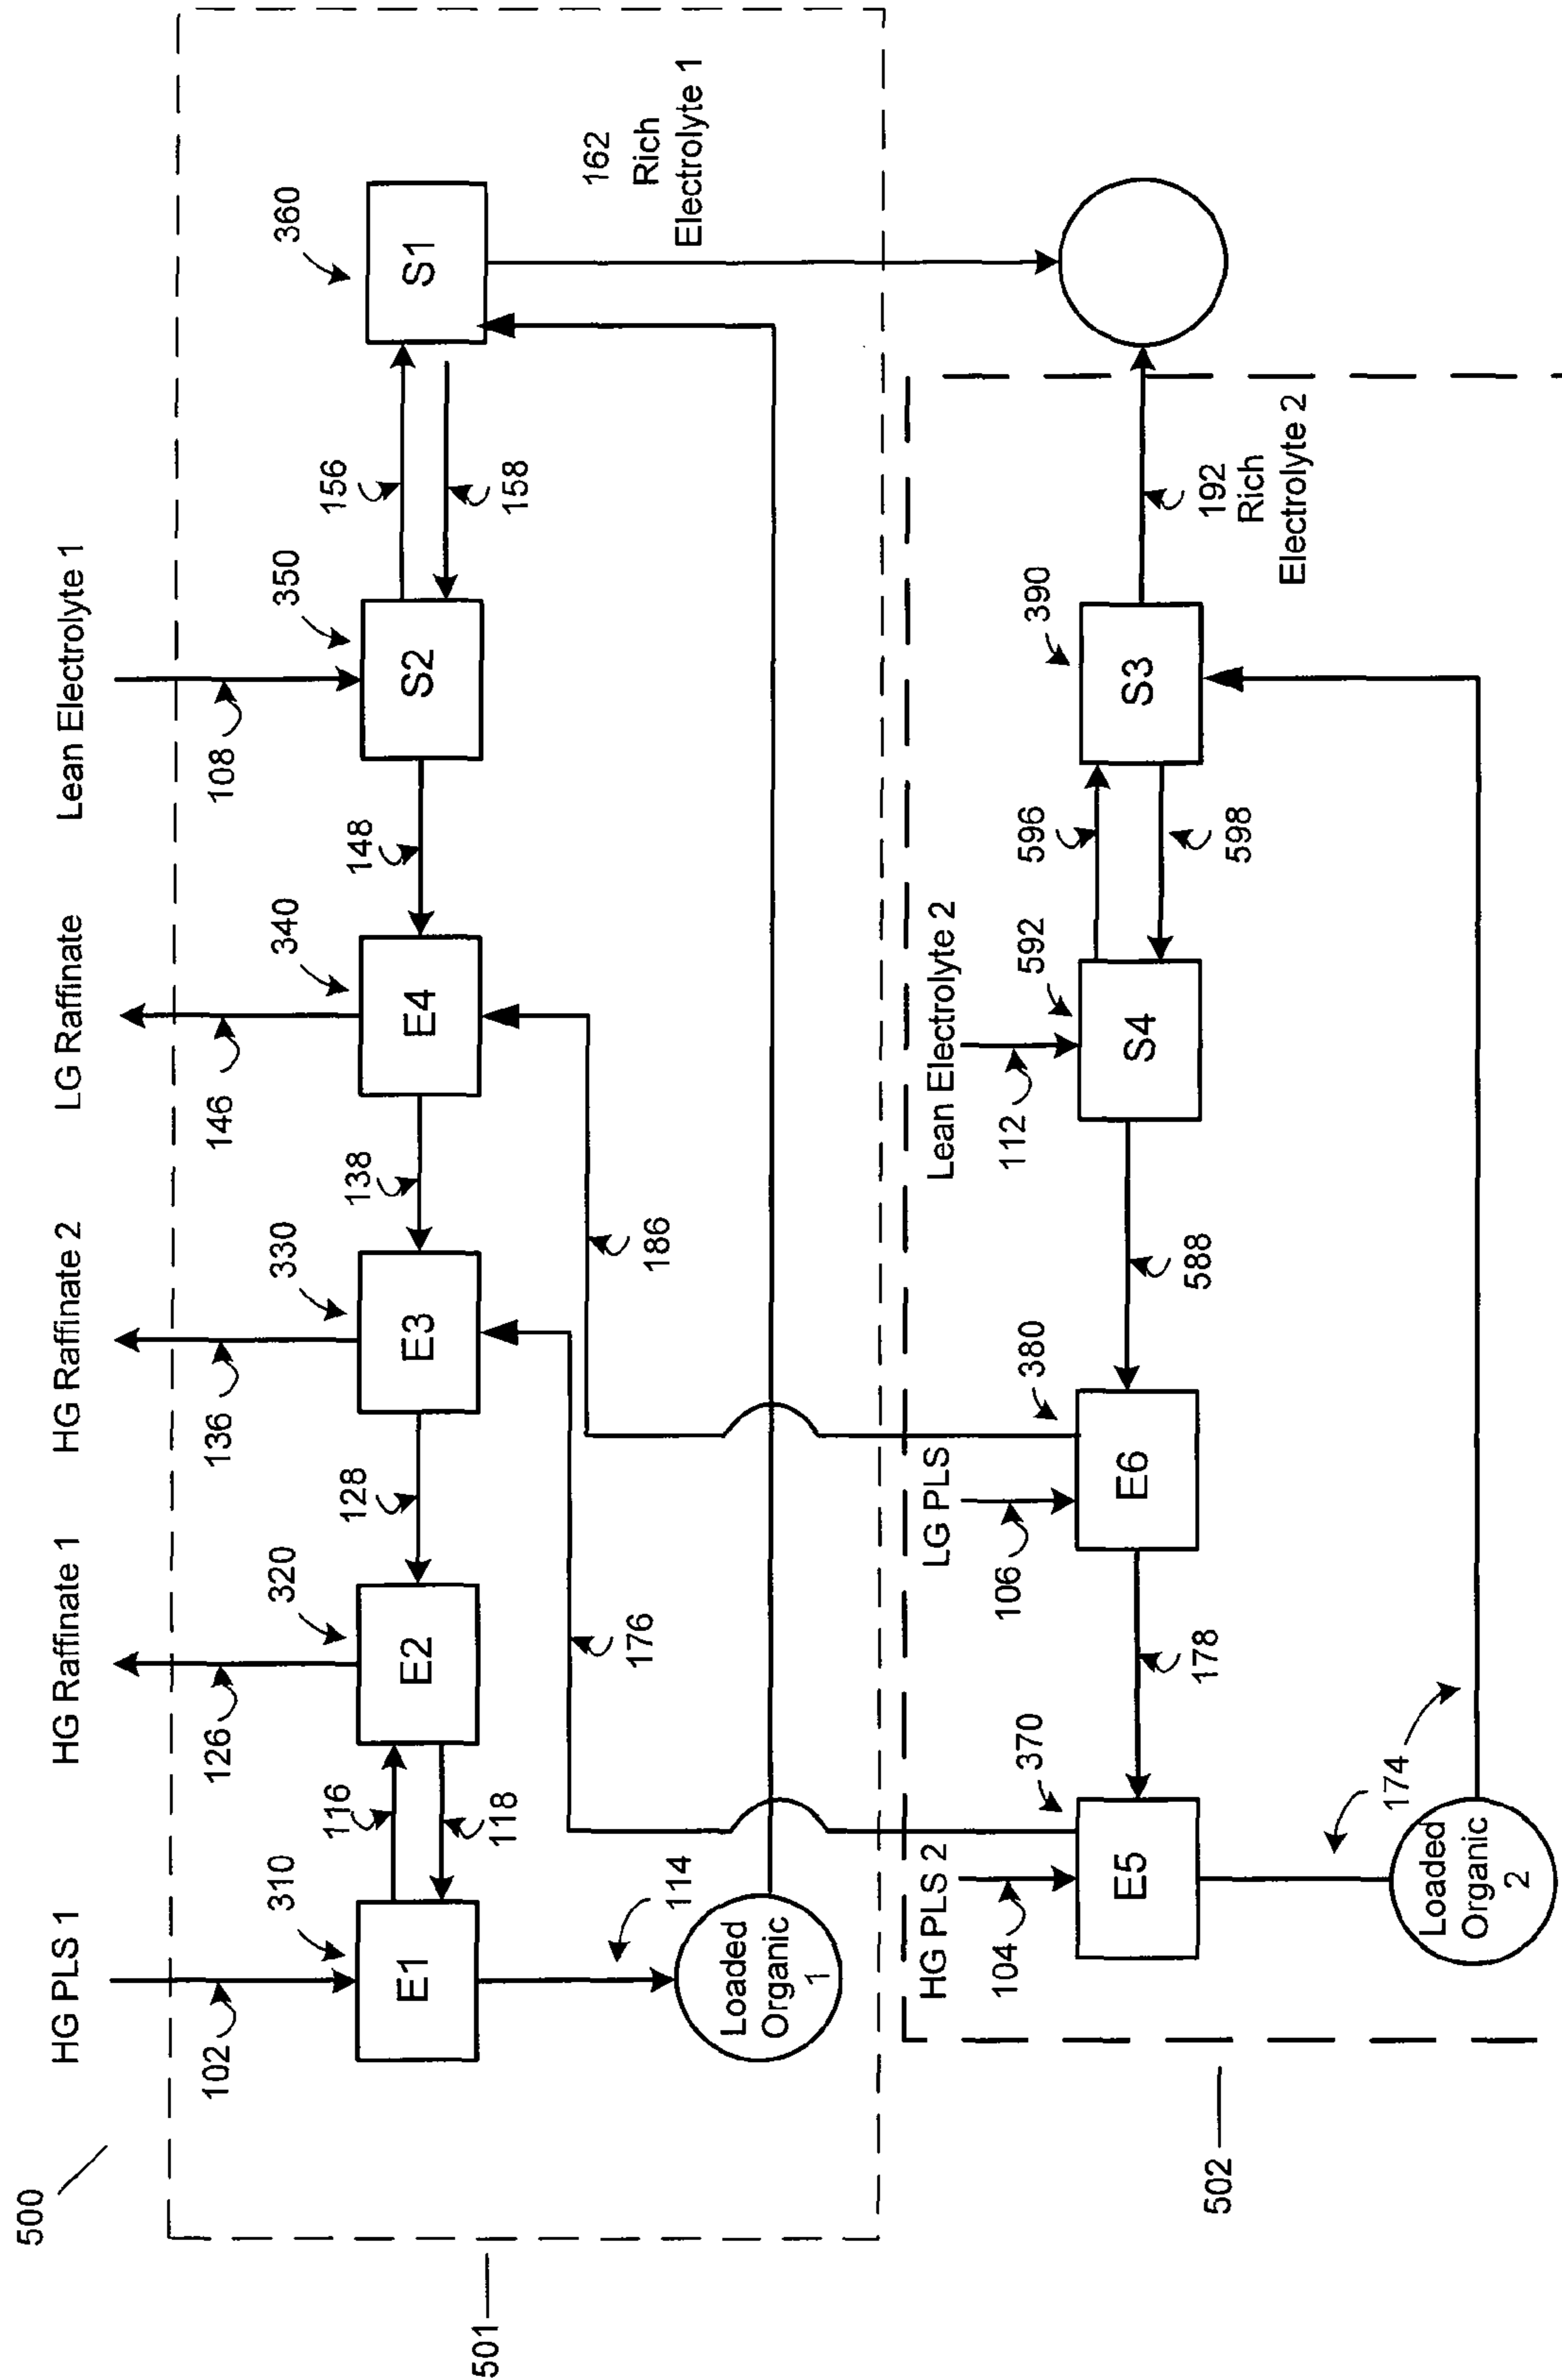 500
HG PLS 1
HG Raffinate 1
HG Raffinate 2
LG Raffinate
Lean Electrolyte 1
102
126
136
146
108
310
320
330
340
350
360
E1
116
118
E2
128
E3
138
E4
148
S2
156
158
S1
114
Loaded
Organic
1
176
186
162
Rich
Electrolyte 1
501
HG PLS 2
LG PLS
Lean Electrolyte 2
104
106
112
370
380
592
390
E5
178
E6
588
S4
596
598
S3
192
Rich
Electrolyte 2
174
Loaded
Organic
2
502